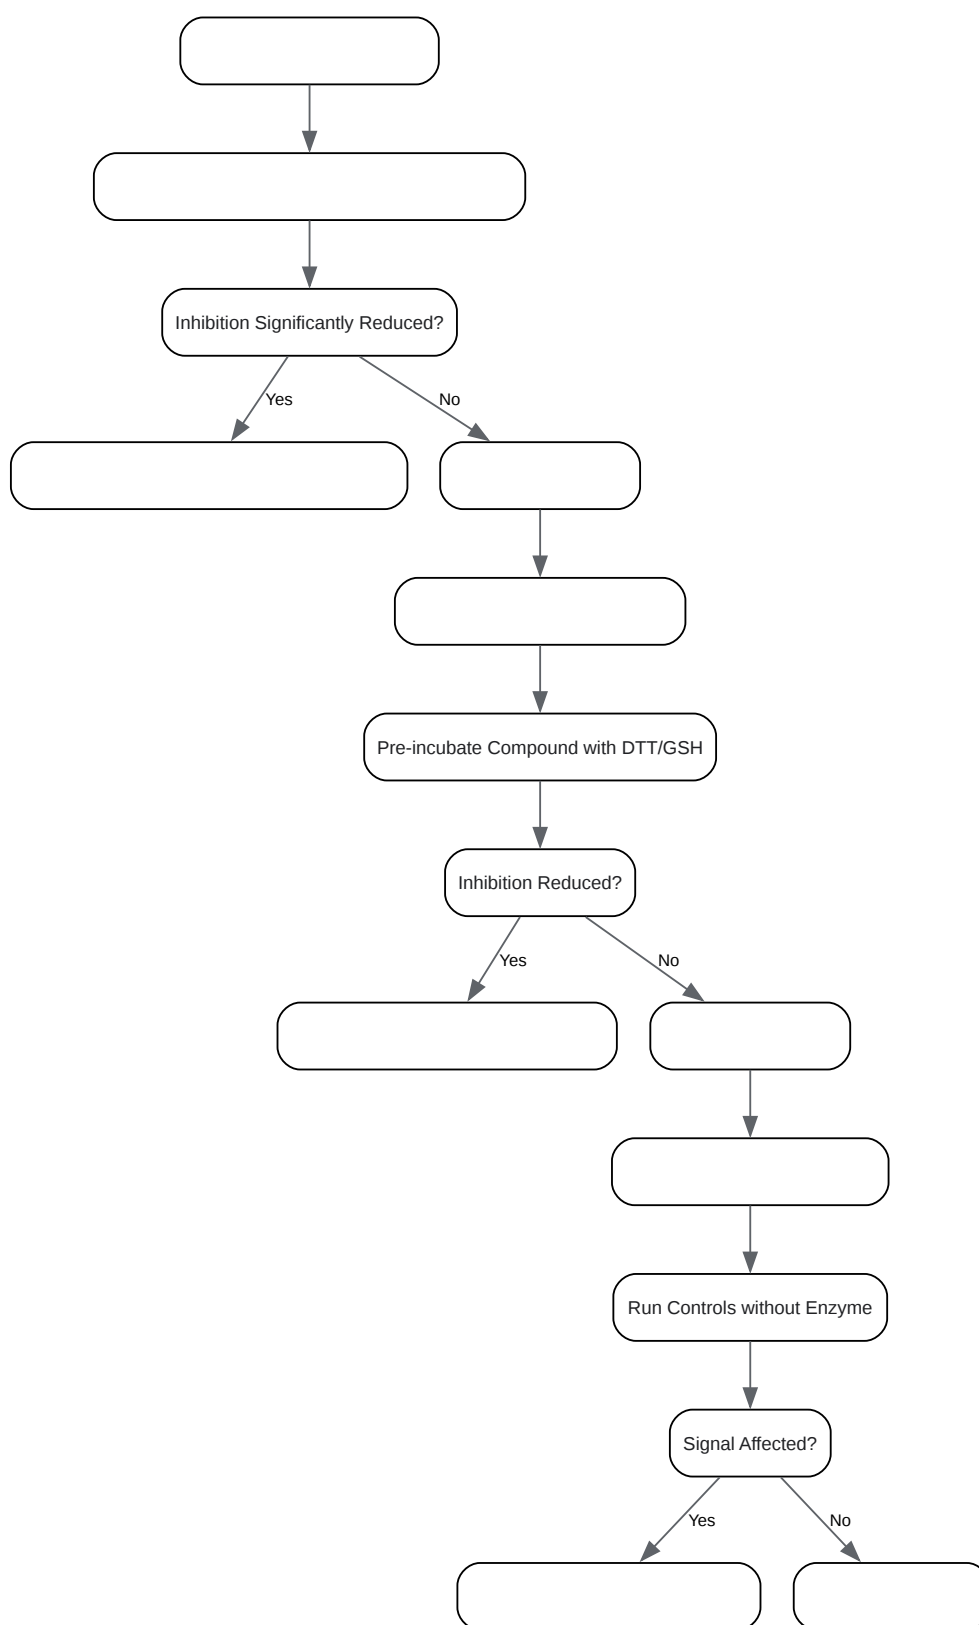 Inhibition Significantly Reduced?
Yes
No
Pre-incubate Compound with DTT/GSH
Inhibition Reduced?
Yes
No
Run Controls without Enzyme
Signal Affected?
Yes
No